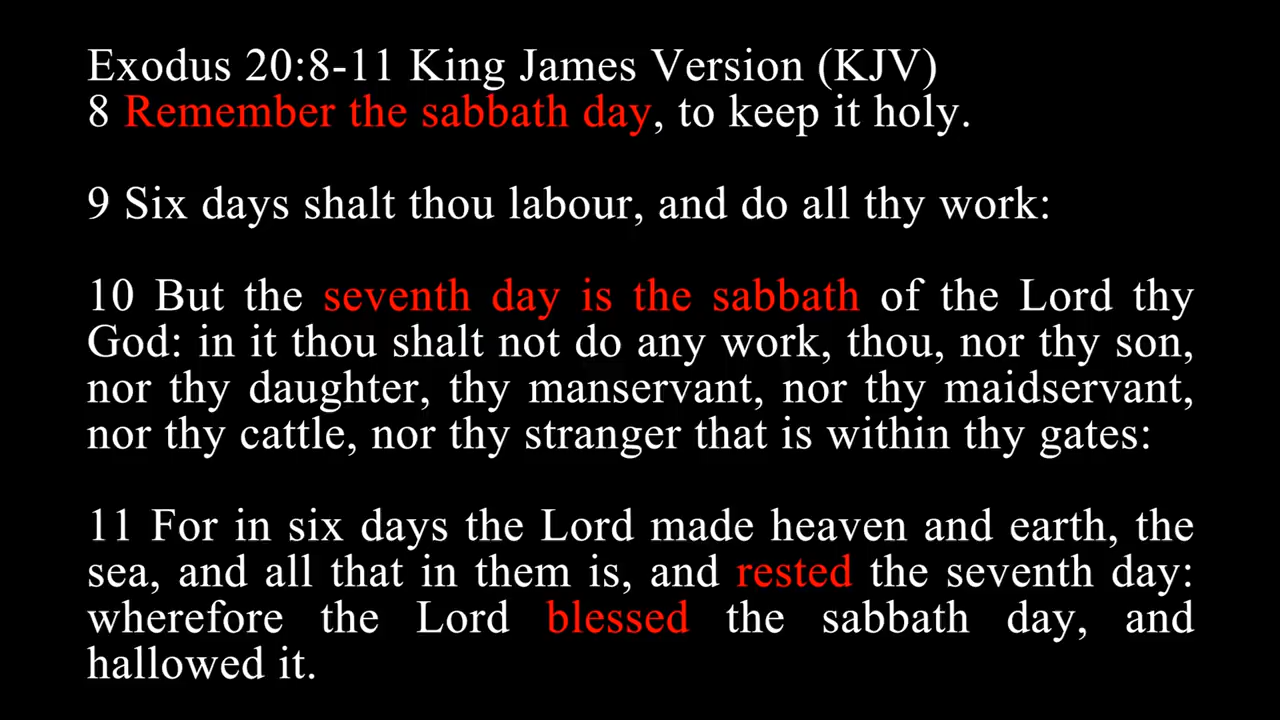 Exodus 20:8-11 King James Version (KJV)
8 Remember the sabbath day, to keep it holy.
9 Six days shalt thou labour, and do all thy work:
10 But the seventh day is the sabbath of the Lord thy
God: in it thou shalt not do any work, thou, nor thy son,
nor thy daughter, thy manservant, nor thy maidservant,
nor thy cattle, nor thy stranger that is within thy gates:
11 For in six days the Lord made heaven and earth, the
sea, and all that in them is, and rested the seventh day:
wherefore the Lord blessed the sabbath day, and
hallowed it.